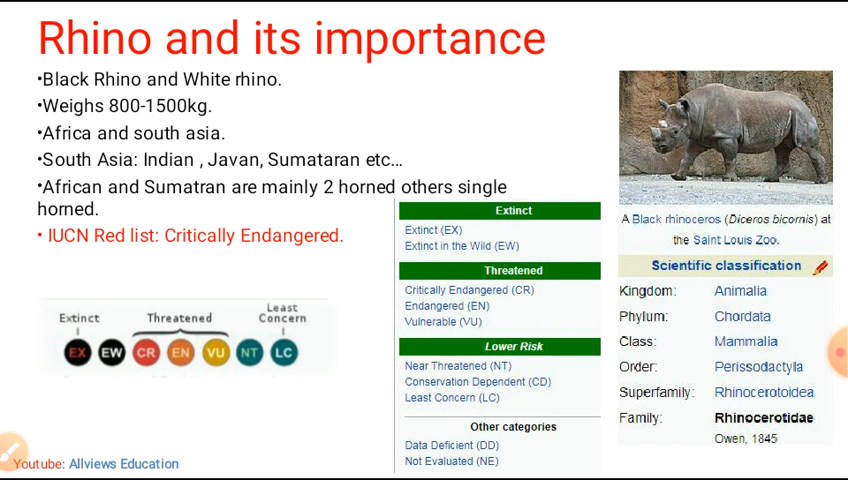 Rhino and its importance
•Black Rhino and White rhino.
•Weighs 800-1500kg.
•Africa and south asia.
•South Asia: Indian , Javan, Sumataran etc...
•African and Sumatran are mainly 2 horned others single
horned.
• IUCN Red list: Critically Endangered.
Extinct
Threatened
Least
Concern
EX
EW
CR
EN
VU
NT
LC
Youtube: Allviews Education
Extinct
Extinct (EX)
Extinct in the Wild (EW)
Threatened
Critically Endangered (CR)
Endangered (EN)
Vulnerable (VU)
Lower Risk
Near Threatened (NT)
Conservation Dependent (CD)
Least Concern (LC)
Other categories
Data Deficient (DD)
Not Evaluated (NE)
A Black rhinoceros (Diceros bicornis) at
the Saint Louis Zoo.
Scientific classification
Kingdom: Animalia
Phylum: Chordata
Class: Mammalia
Order: Perissodactyla
Superfamily: Rhinocerotoidea
Family: Rhinocerotidae
Owen, 1845